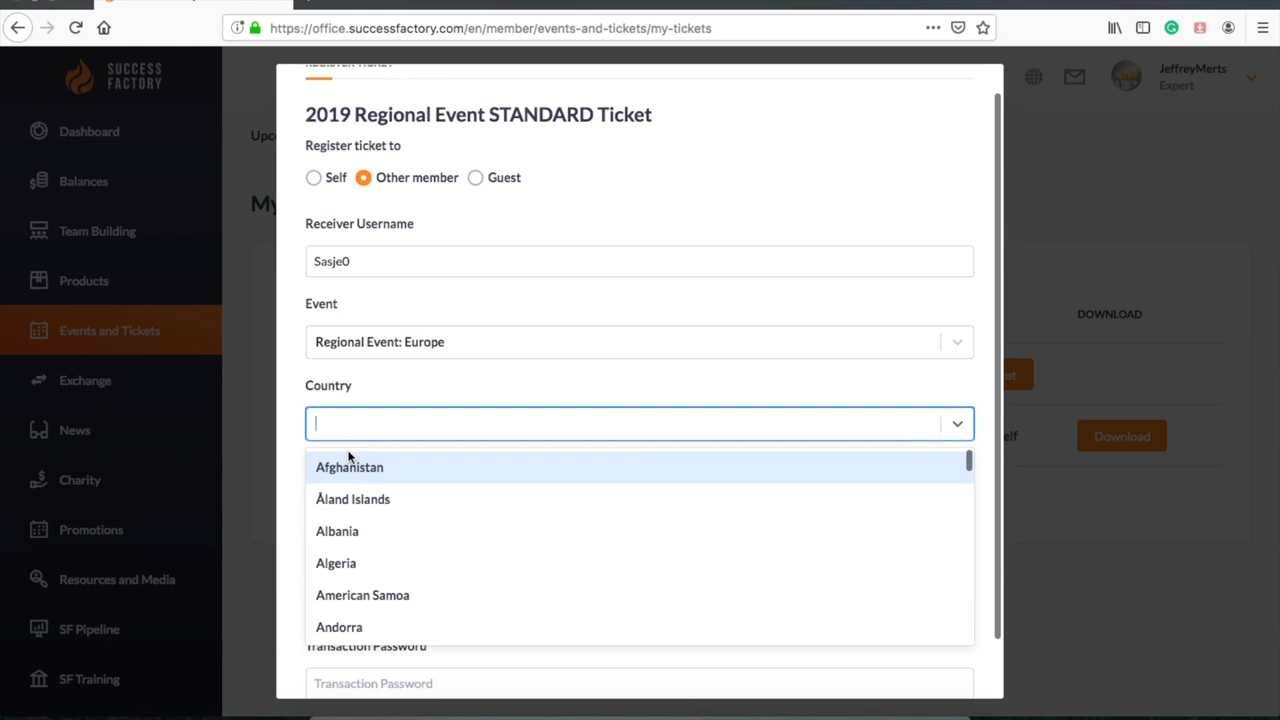 https://office.successfactory.com/en/member/events-and-tickets/my-tickets
SUCCESS
FACTORY
JeffreyMerts
Expert
Dashboard
Balances
Team Building
Products
Events and Tickets
Exchange
News
Charity
Promotions
Resources and Media
SF Pipeline
SF Training
REGISTER TICKET
2019 Regional Event STANDARD Ticket
Register ticket to
Self
Other member
Guest
Receiver Username
Sasje0
Event
Regional Event: Europe
Country
Afghanistan
Åland Islands
Albania
Algeria
American Samoa
Andorra
Transaction Password
Transaction Password
DOWNLOAD
Download